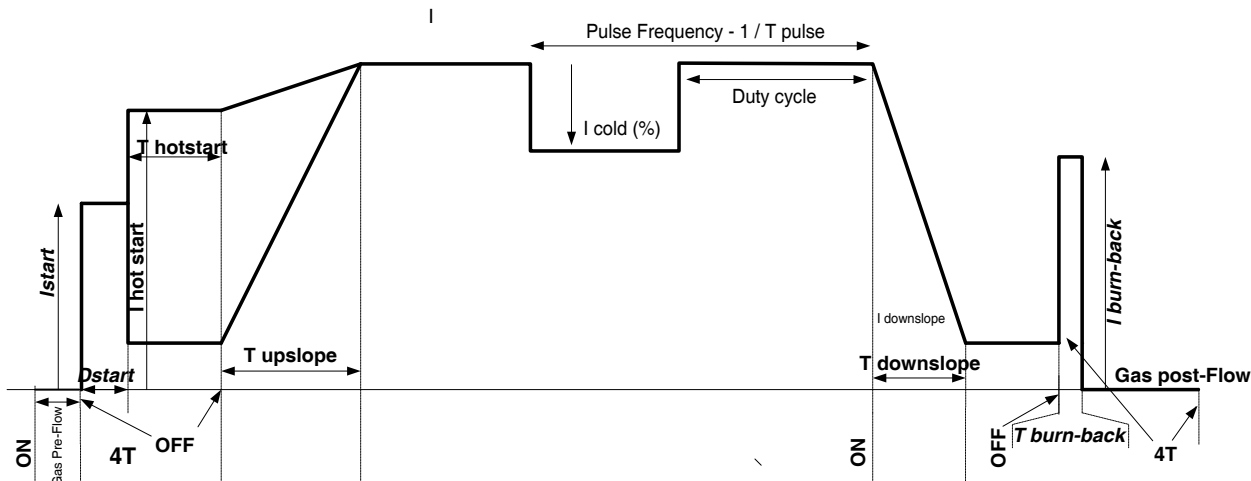 I
Pulse Frequency - 1 / T pulse
Duty cycle
I cold (%)
T hotstart
I hot start
Istart
I burn-back
I downslope
T upslope
T downslope
Dstart
Gas post-Flow
ON
Gas Pre-Flow
4T
OFF
ON
OFF
T burn-back
4T